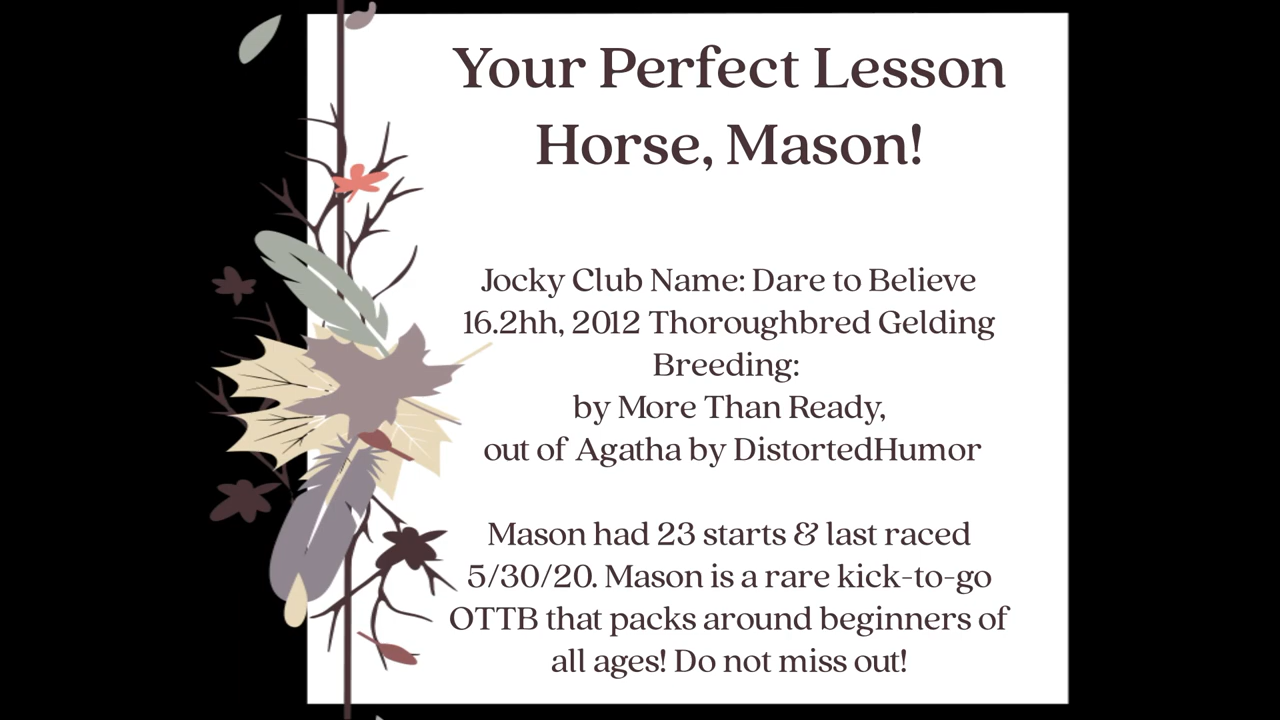 Your Perfect Lesson
Horse, Mason!
Jocky Club Name: Dare to Believe
16.2hh, 2012 Thoroughbred Gelding
Breeding:
by More Than Ready,
out of Agatha by DistortedHumor
Mason had 23 starts & last raced
5/30/20. Mason is a rare kick-to-go
OTTB that packs around beginners of
all ages! Do not miss out!